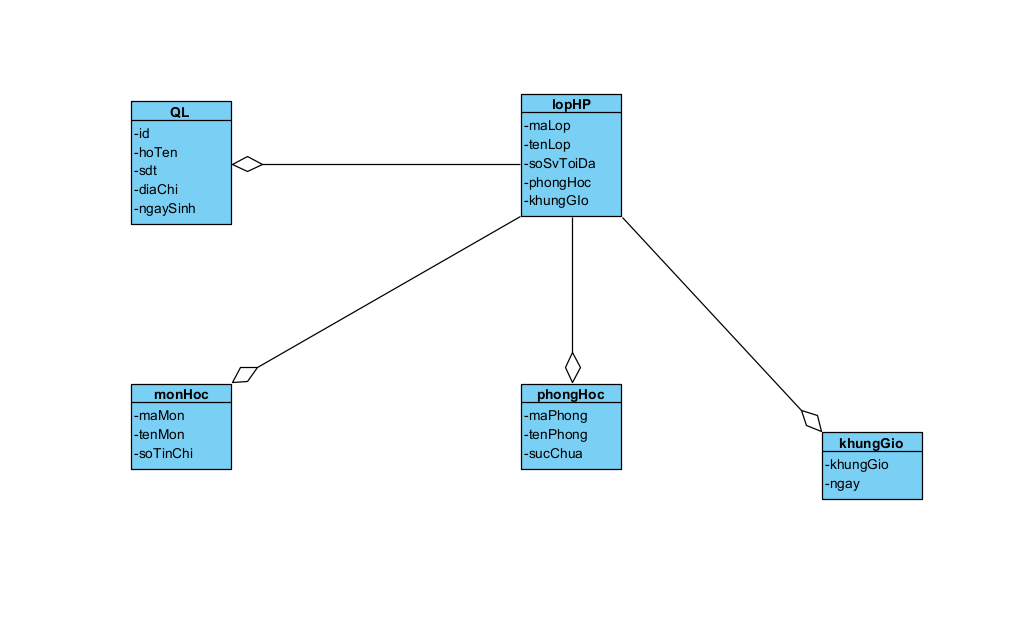 QL
-id
-hoTen
-sdt
-diaChi
-ngaySinh
lopHP
-maLop
-tenLop
-soSvToiDa
-phongHoc
-khungGIo
monHoc
-maMon
-tenMon
-soTinChi
phongHoc
-maPhong
-tenPhong
-sucChua
khungGio
-khungGio
-ngay